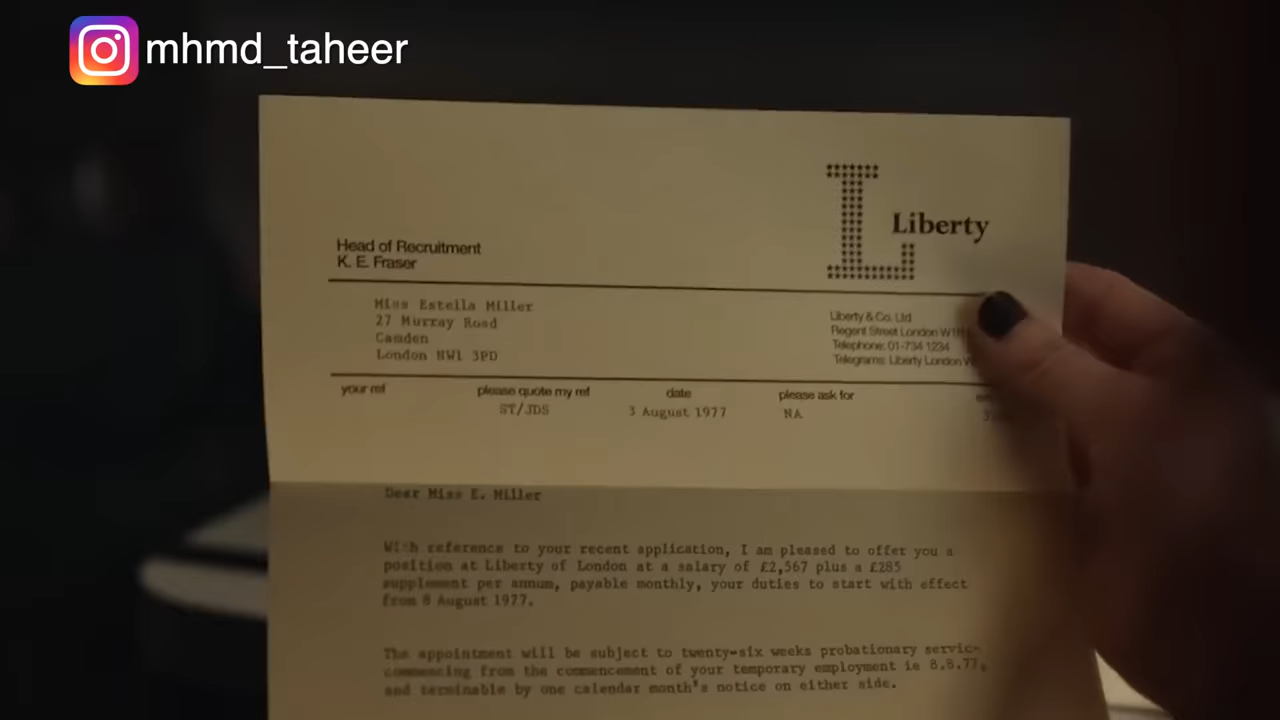 mhmd_taheer
Liberty
Head of Recruitment
K. E. Fraser
Miss Estella Miller
27 Murray Road
Camden
London NW1 3PD
Liberty & Co. Ltd
Regent Street London W1R
Telephone: 01-734 1234
Telegrams: Liberty London W
your ref
please quote my ref
date
please ask for
ST/JDS
3 August 1977
NA
Dear Miss E. Miller
With reference to your recent application, I am pleased to offer you a
position at Liberty of London at a salary of £2,567 plus a £285
supplement per annum, payable monthly, your duties to start with effect
from 8 August 1977.
The appointment will be subject to twenty-six weeks probationary
commencing from the commencement of your temporary employment ie 8.8.77,
and terminable by one calendar month's notice on either side.